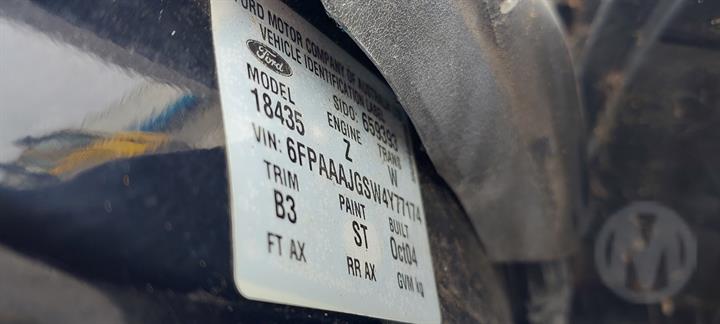 FORD MOTOR COMPANY OF AUSTRALIA
VEHICLE IDENTIFICATION LABEL
Ford
SIDO: 659393
MODEL ENGINE TRANS
18435 Z W
VIN: 6FPAAAJGSW4Y77174
TRIM PAINT BUILT
B3 ST Oct04
FT AX RR AX GVM kg
M